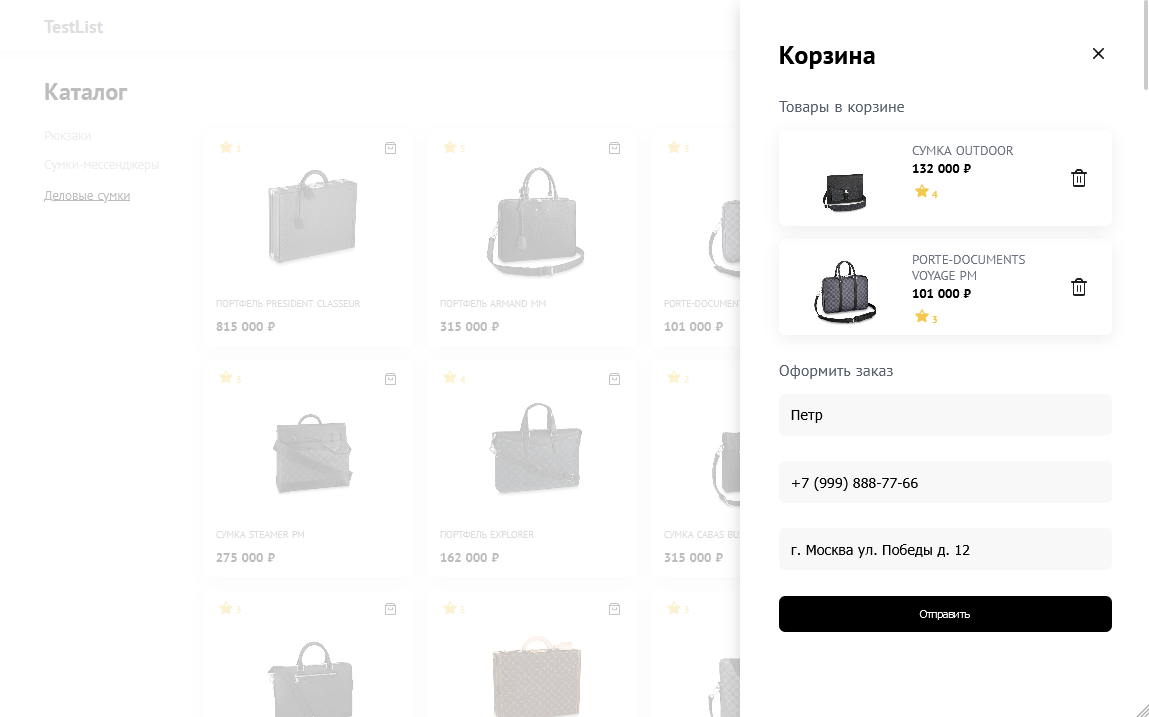 TestList
Каталог
Рюкзаки
Сумки-мессенджеры
Деловые сумки
1
ПОРТФЕЛЬ PRESIDENT CLASSEUR
815 000 ₽
5
ПОРТФЕЛЬ ARMAND MM
315 000 ₽
3
PORTE-DOCUMEN
101 000 ₽
3
СУМКА STEAMER PM
275 000 ₽
4
ПОРТФЕЛЬ EXPLORER
162 000 ₽
2
СУМКА CABAS BU
315 000 ₽
3
3
3
Корзина
Товары в корзине
СУМКА OUTDOOR
132 000 ₽
4
PORTE-DOCUMENTS
VOYAGE PM
101 000 ₽
3
Оформить заказ
Петр
+7 (999) 888-77-66
г. Москва ул. Победы д. 12
Отправить